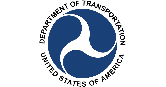 DEPARTMENT OF TRANSPORTATION
UNITED STATES OF AMERICA